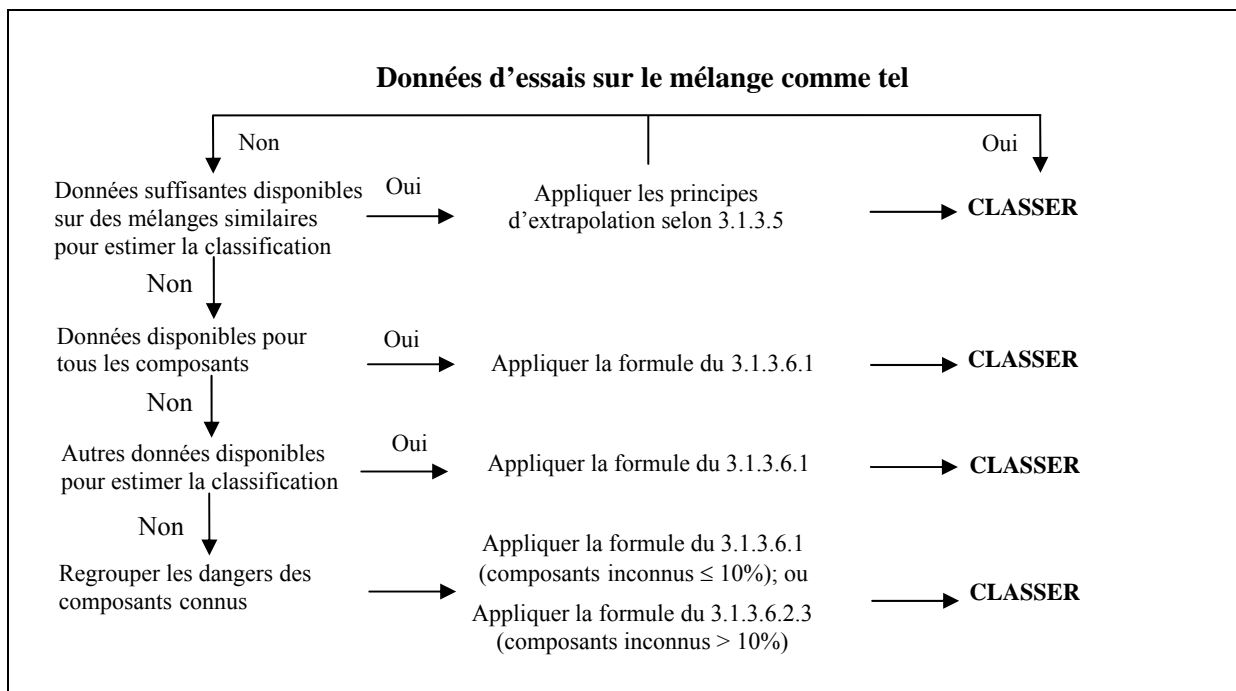 Données d'essais sur le mélange comme tel
Non
Oui
Données suffisantes disponibles
sur des mélanges similaires
pour estimer la classification
Oui
Appliquer les principes
d'extrapolation selon 3.1.3.5
CLASSER
Non
Données disponibles pour
tous les composants
Oui
Appliquer la formule du 3.1.3.6.1
CLASSER
Non
Autres données disponibles
pour estimer la classification
Oui
Appliquer la formule du 3.1.3.6.1
CLASSER
Non
Regrouper les dangers des
composants connus
Appliquer la formule du 3.1.3.6.1
(composants inconnus ≤ 10%); ou
Appliquer la formule du 3.1.3.6.2.3
(composants inconnus > 10%)
CLASSER